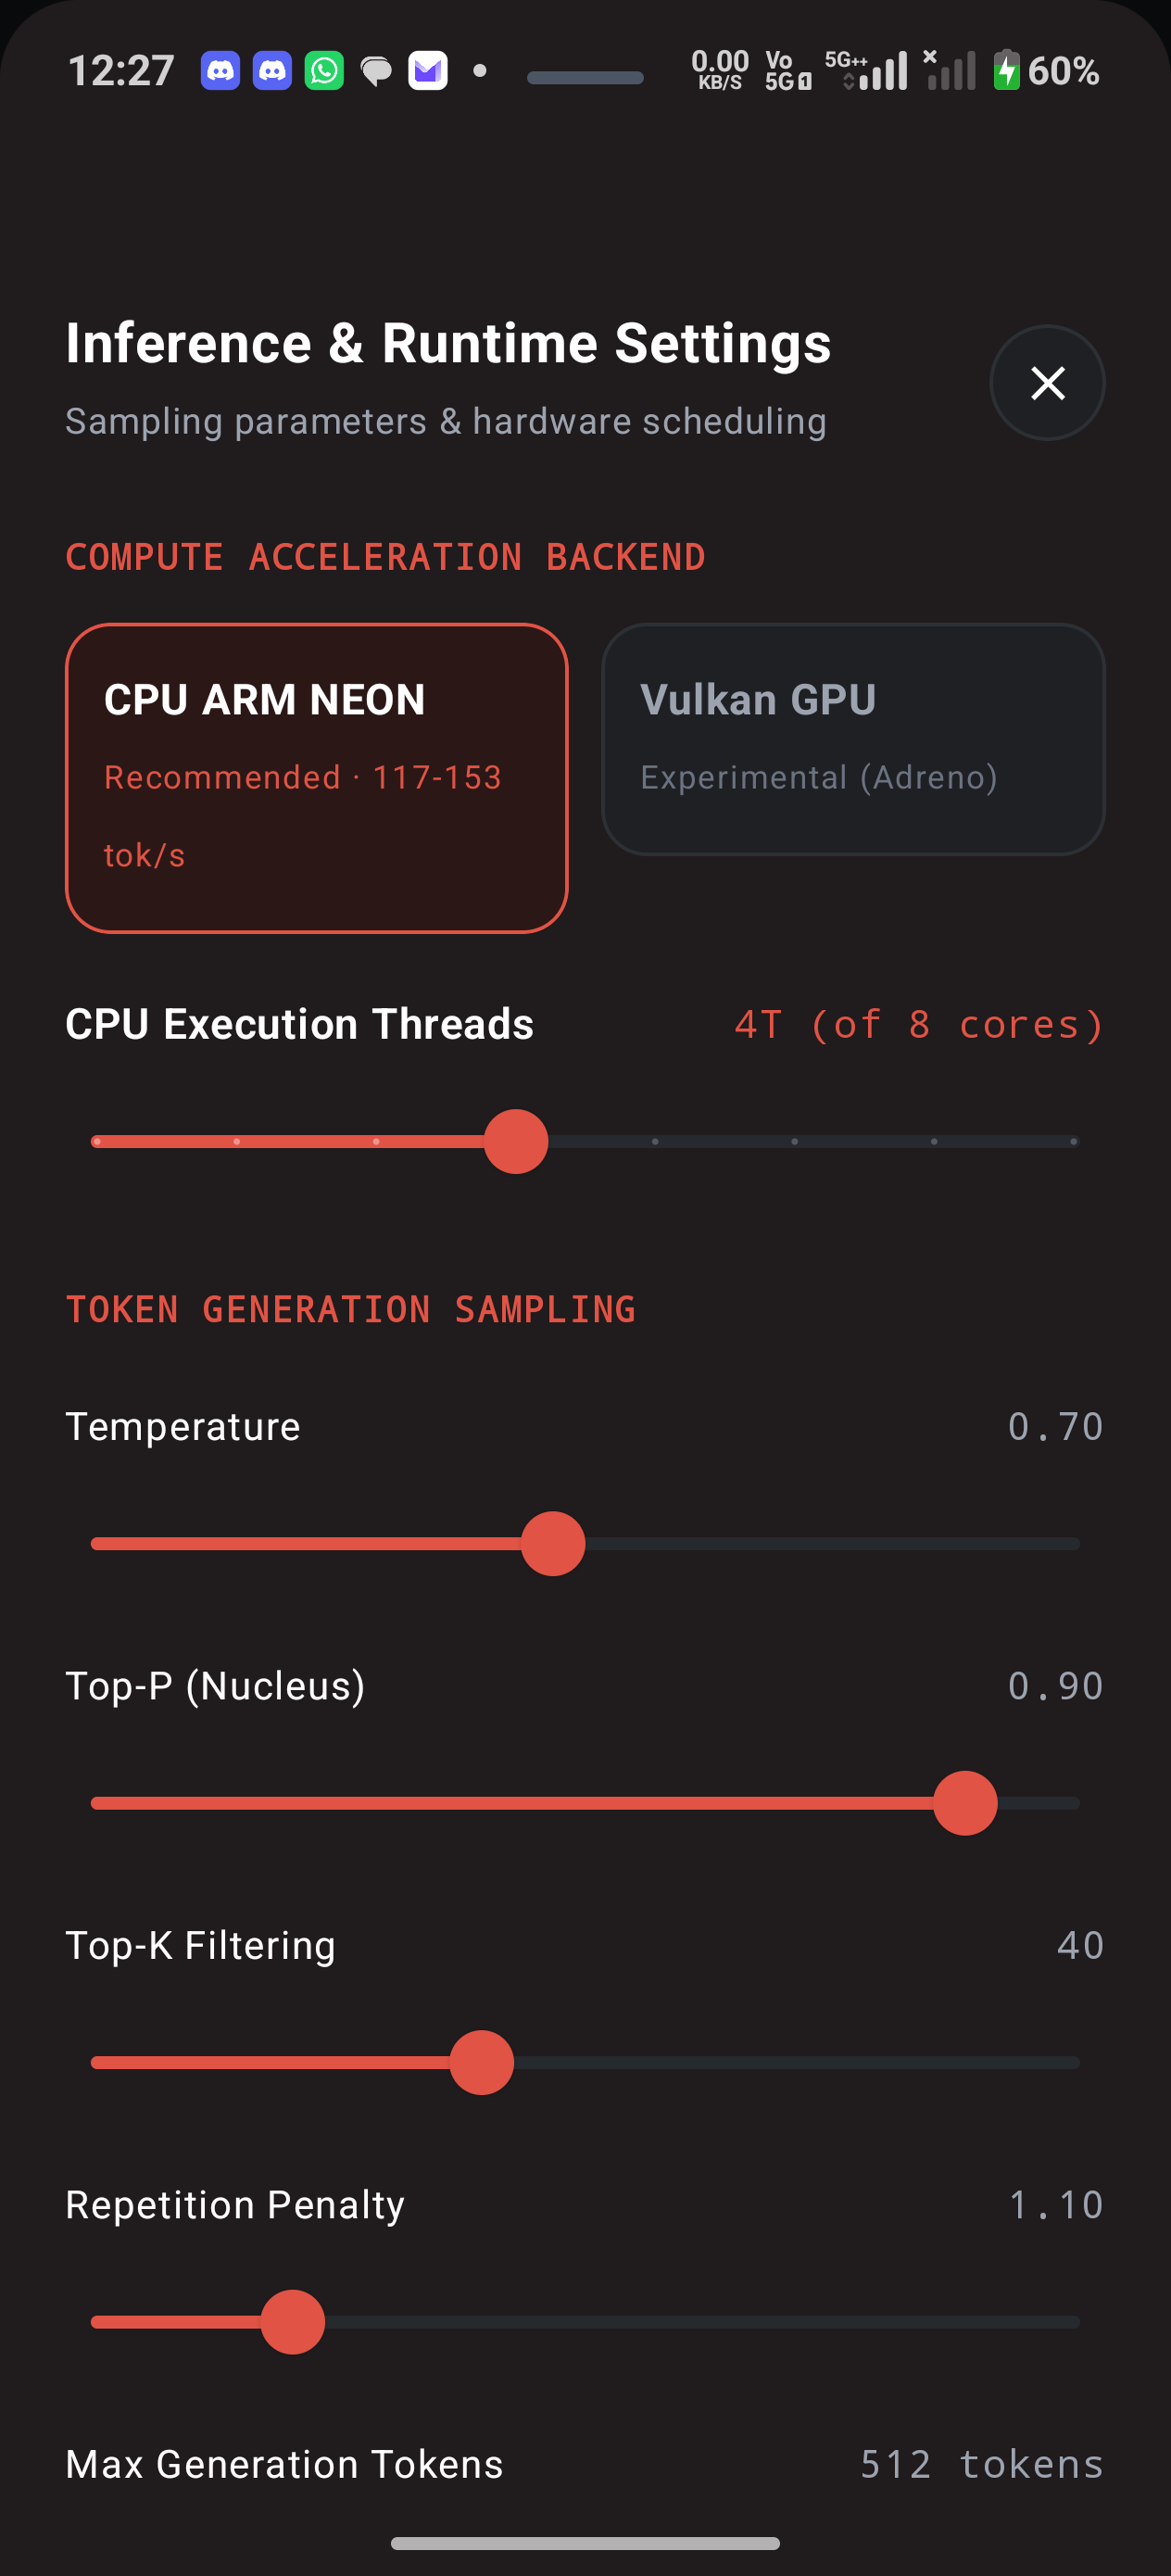 12:27
0.00 KB/S Vo 5G 1 5G++ 60%
Inference & Runtime Settings
Sampling parameters & hardware scheduling
COMPUTE ACCELERATION BACKEND
CPU ARM NEON
Recommended · 117-153
tok/s
Vulkan GPU
Experimental (Adreno)
CPU Execution Threads
4T (of 8 cores)
TOKEN GENERATION SAMPLING
Temperature
0.70
Top-P (Nucleus)
0.90
Top-K Filtering
40
Repetition Penalty
1.10
Max Generation Tokens
512 tokens